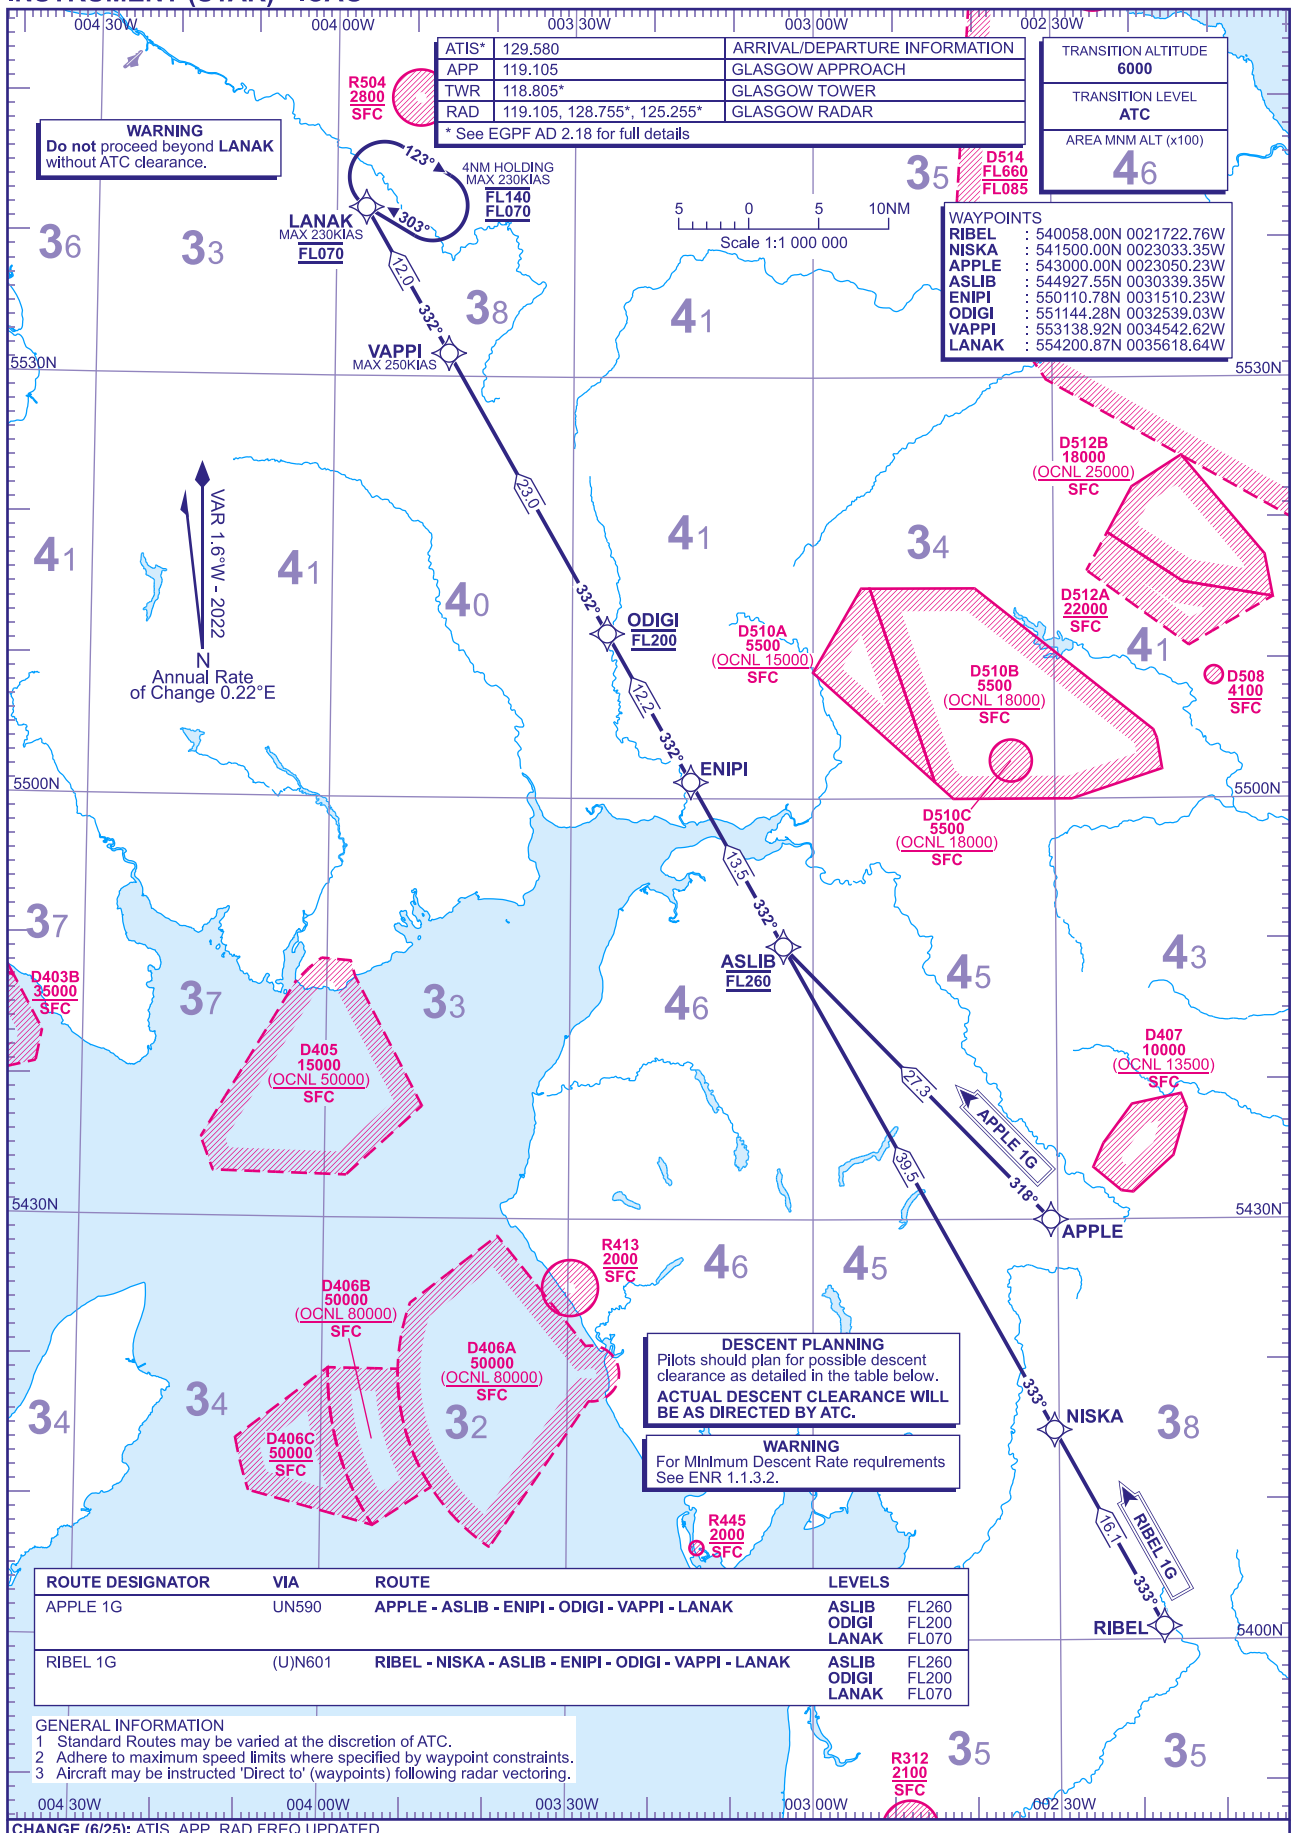 004 30W
004 00W
003 30W
003 00W
002 30W
ATIS* 129.580 ARRIVAL/DEPARTURE INFORMATION
APP 119.105 GLASGOW APPROACH
TWR 118.805* GLASGOW TOWER
RAD 119.105, 128.755*, 125.255* GLASGOW RADAR
* See EGPF AD 2.18 for full details
TRANSITION ALTITUDE
6000
TRANSITION LEVEL
ATC
AREA MNM ALT (x100)
46
R504
2800
SFC
WARNING
Do not proceed beyond LANAK
without ATC clearance.
123°
303°
4NM HOLDING
MAX 230KIAS
FL140
FL070
LANAK
MAX 230KIAS
FL070
35
D514
FL660
FL085
5 0 5 10NM
Scale 1:1 000 000
WAYPOINTS
RIBEL : 540058.00N 0021722.76W
NISKA : 541500.00N 0023033.35W
APPLE : 543000.00N 0023050.23W
ASLIB : 544927.55N 0030339.35W
ENIPI : 550110.78N 0031510.23W
ODIGI : 551144.28N 0032539.03W
VAPPI : 553138.92N 0034542.62W
LANAK : 554200.87N 0035618.64W
36
33
38
41
12.0
332°
VAPPI
MAX 250KIAS
5530N
5530N
D512B
18000
(OCNL 25000)
SFC
23.0
VAR 1.6°W - 2022
N
Annual Rate
of Change 0.22°E
41
41
40
41
34
332°
ODIGI
FL200
D512A
22000
SFC
41
D510A
5500
(OCNL 15000)
SFC
D510B
5500
(OCNL 18000)
SFC
D508
4100
SFC
12.2
332°
ENIPI
5500N
5500N
D510C
5500
(OCNL 18000)
SFC
13.5
332°
37
D403B
35000
SFC
37
33
ASLIB
FL260
46
45
43
D405
15000
(OCNL 50000)
SFC
D407
10000
(OCNL 13500)
SFC
27.3
APPLE 1G
39.5
318°
5430N
5430N
APPLE
R413
2000
SFC
46
45
D406B
50000
(OCNL 80000)
SFC
D406A
50000
(OCNL 80000)
SFC
32
34
34
D406C
50000
SFC
DESCENT PLANNING
Pilots should plan for possible descent
clearance as detailed in the table below.
ACTUAL DESCENT CLEARANCE WILL
BE AS DIRECTED BY ATC.
WARNING
For Minimum Descent Rate requirements
See ENR 1.1.3.2.
333°
NISKA
38
16.1
RIBEL 1G
333°
RIBEL
R445
2000
SFC
5400N
ROUTE DESIGNATOR VIA ROUTE LEVELS
APPLE 1G UN590 APPLE - ASLIB - ENIPI - ODIGI - VAPPI - LANAK ASLIB FL260
ODIGI FL200
LANAK FL070
RIBEL 1G (U)N601 RIBEL - NISKA - ASLIB - ENIPI - ODIGI - VAPPI - LANAK ASLIB FL260
ODIGI FL200
LANAK FL070
GENERAL INFORMATION
1 Standard Routes may be varied at the discretion of ATC.
2 Adhere to maximum speed limits where specified by waypoint constraints.
3 Aircraft may be instructed 'Direct to' (waypoints) following radar vectoring.
35
35
R312
2100
SFC
004 30W
004 00W
003 30W
003 00W
002 30W
CHANGE (6/25): ATIS, APP, RAD FREQ UPDATED